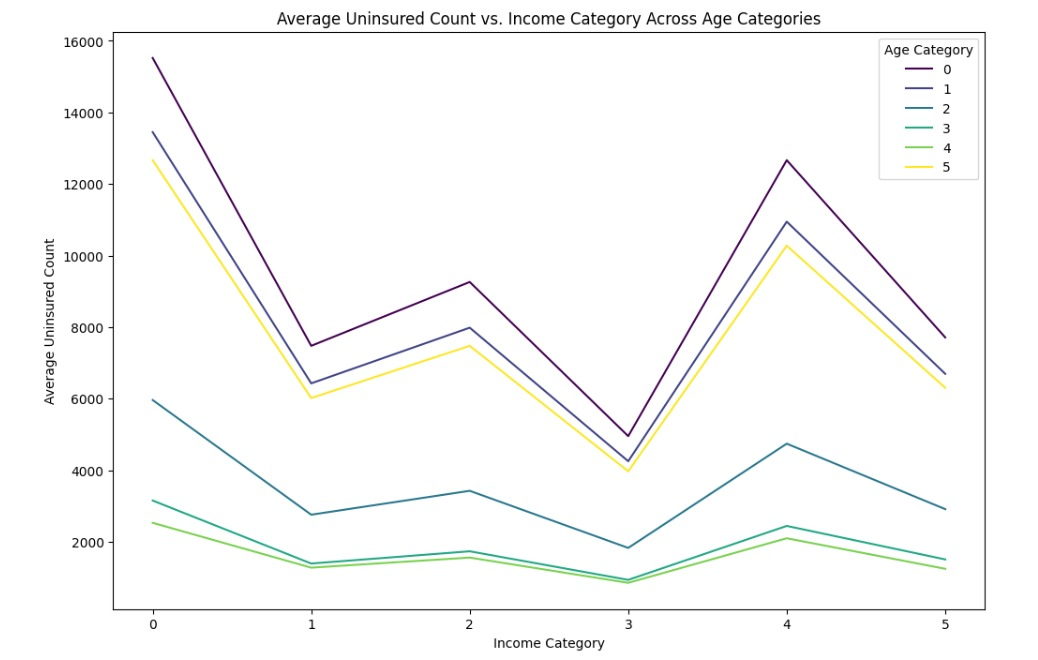 Average Uninsured Count vs. Income Category Across Age Categories
16000
14000
12000
10000
8000
6000
4000
2000
Average Uninsured Count
Age Category
0
1
2
3
4
5
0 1 2 3 4 5
Income Category